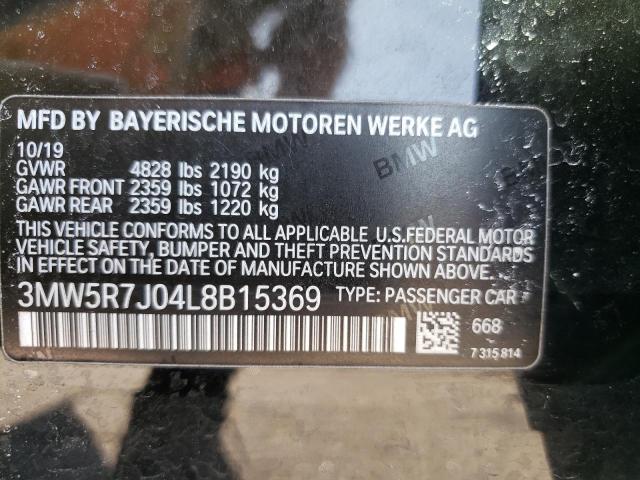 MFD BY BAYERISCHE MOTOREN WERKE AG
10/19
GVWR 4828 lbs 2190 kg
GAWR FRONT 2359 lbs 1072 kg
GAWR REAR 2359 lbs 1220 kg
THIS VEHICLE CONFORMS TO ALL APPLICABLE U.S.FEDERAL MOTOR
VEHICLE SAFETY, BUMPER AND THEFT PREVENTION STANDARDS
IN EFFECT ON THE DATE OF MANUFACTURE SHOWN ABOVE.
3MW5R7J04L8B15369 TYPE: PASSENGER CAR
668
7 315 814
BMW
BMW
BMW